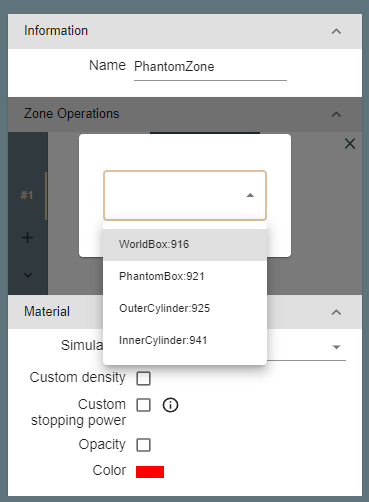 Information
Name PhantomZone
Zone Operations
#1
WorldBox:916
PhantomBox:921
OuterCylinder:925
InnerCylinder:941
Material
Simula
Custom density
Custom
stopping power
Opacity
Color